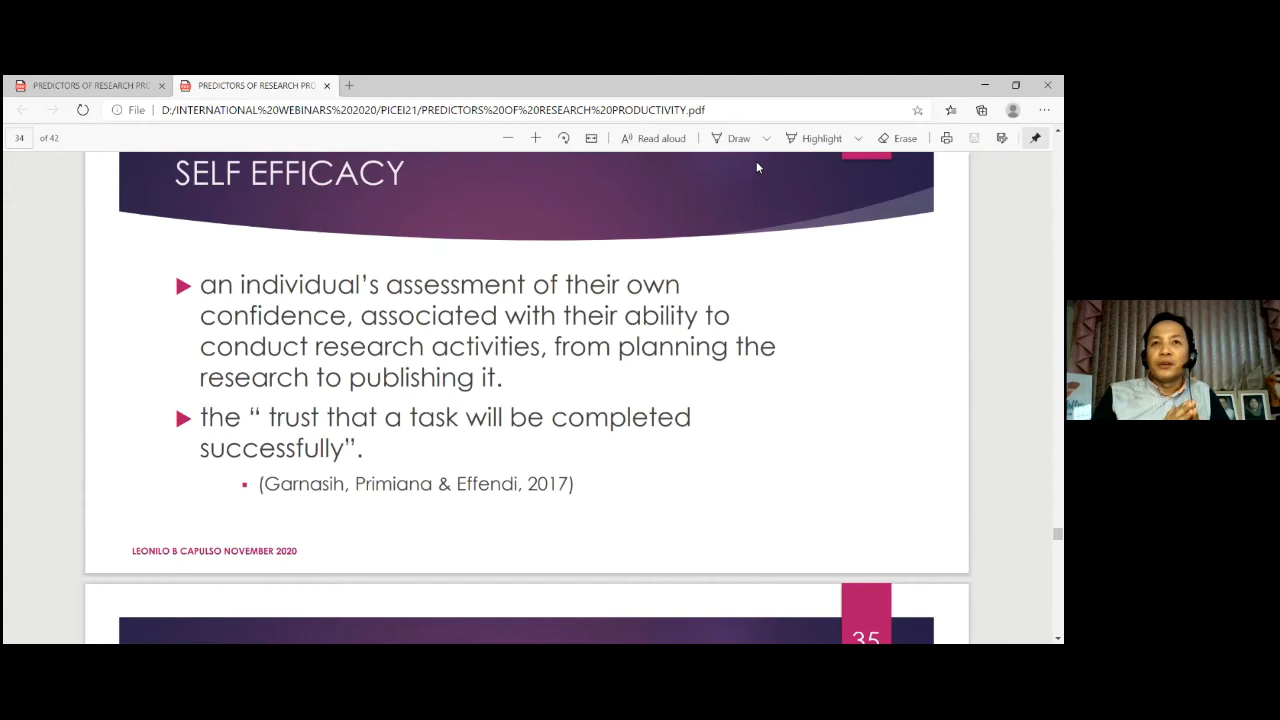 PREDICTORS OF RESEARCH PRO
PREDICTORS OF RESEARCH PRO
File D:/INTERNATIONAL%20WEBINARS%202020/PICEI21/PREDICTORS%20OF%20RESEARCH%20PRODUCTIVITY.pdf
34 of 42 Read aloud Draw Highlight Erase
SELF EFFICACY
an individual’s assessment of their own
confidence, associated with their ability to
conduct research activities, from planning the
research to publishing it.
the “ trust that a task will be completed
successfully”.
(Garnasih, Primiana & Effendi, 2017)
LEONILO B CAPULSO NOVEMBER 2020
35